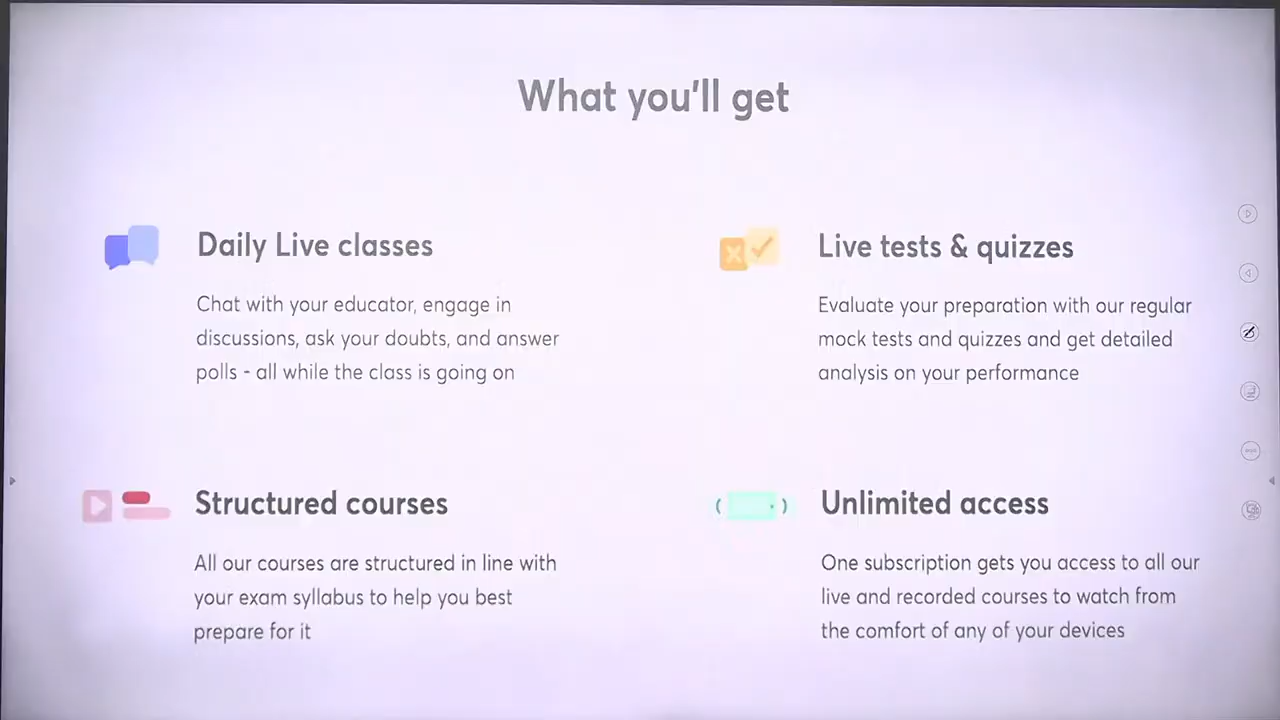 What you'll get
Daily Live classes
Chat with your educator, engage in
discussions, ask your doubts, and answer
polls - all while the class is going on
Live tests & quizzes
Evaluate your preparation with our regular
mock tests and quizzes and get detailed
analysis on your performance
Structured courses
All our courses are structured in line with
your exam syllabus to help you best
prepare for it
Unlimited access
One subscription gets you access to all our
live and recorded courses to watch from
the comfort of any of your devices